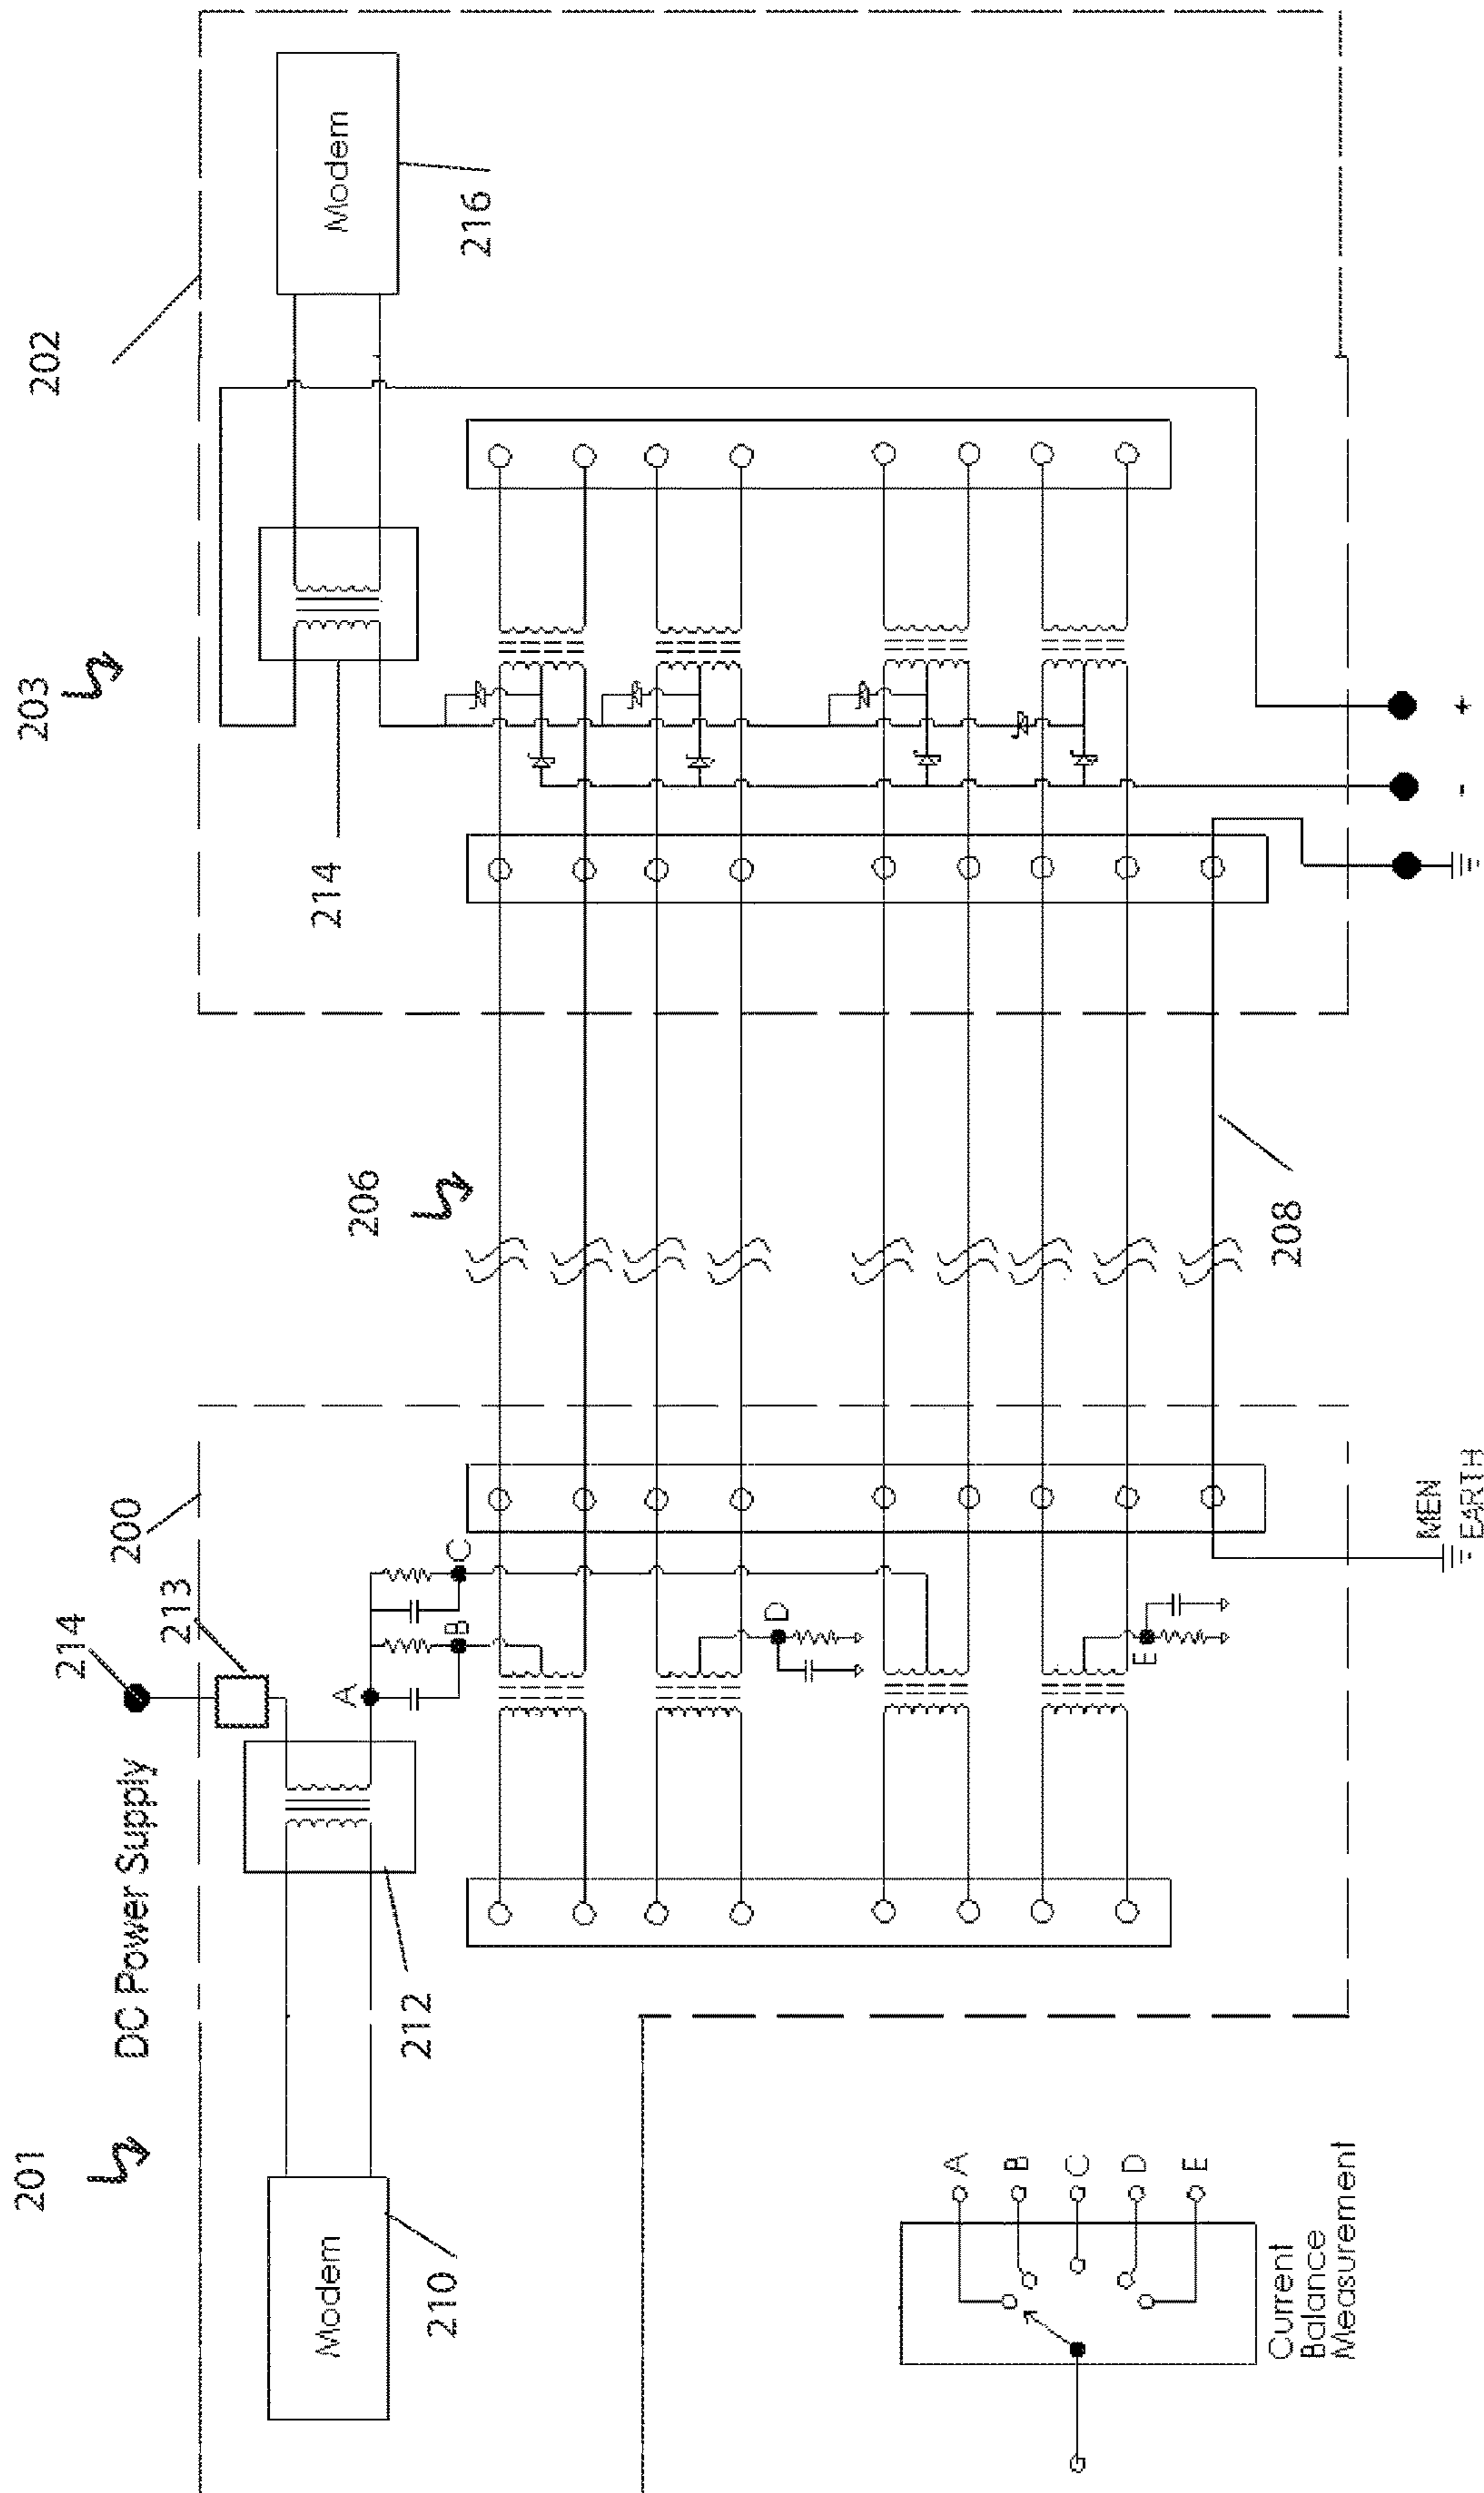 201
DC Power Supply
214
213
200
206
203
202
Modem
210
212
A
B
C
D
E
214
Modem
216
208
MEN
EARTH
+
-
A
B
C
D
E
Current
Balance
Measurement